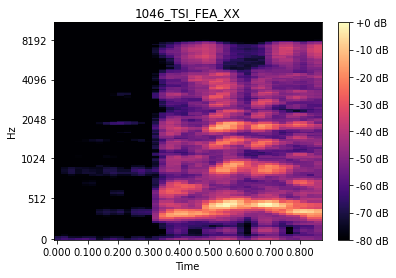 1046_TSI_FEA_XX
+0 dB
8192
-10 dB
4096
-20 dB
-30 dB
2048
Hz
-40 dB
1024
-50 dB
512
-60 dB
-70 dB
0
-80 dB
0.000 0.100 0.200 0.300 0.400 0.500 0.600 0.700 0.800
Time